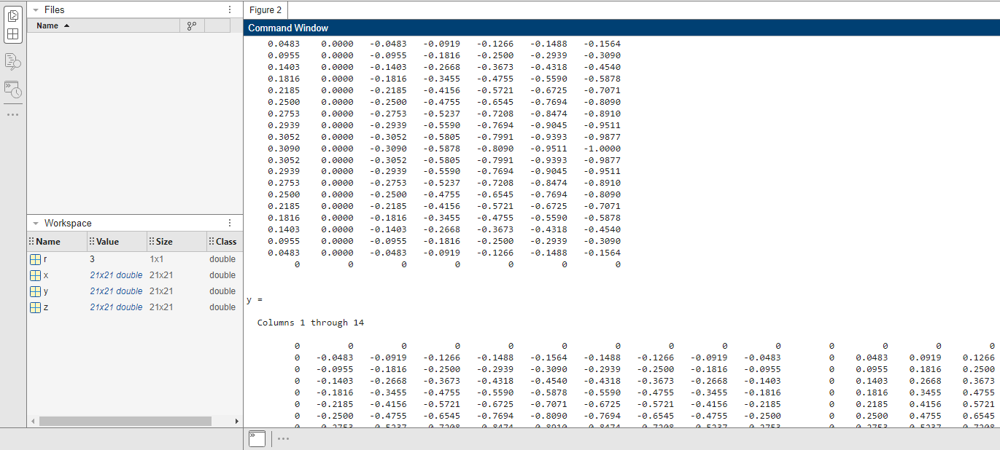 Files
Name
Workspace
Name Value Size Class
r 3 1x1 double
x 21x21 double 21x21 double
y 21x21 double 21x21 double
z 21x21 double 21x21 double
Figure 2
Command Window
0.0483 0.0000 -0.0483 -0.0919 -0.1266 -0.1488 -0.1564
0.0955 0.0000 -0.0955 -0.1816 -0.2500 -0.2939 -0.3090
0.1403 0.0000 -0.1403 -0.2668 -0.3673 -0.4318 -0.4540
0.1816 0.0000 -0.1816 -0.3455 -0.4755 -0.5590 -0.5878
0.2185 0.0000 -0.2185 -0.4156 -0.5721 -0.6725 -0.7071
0.2500 0.0000 -0.2500 -0.4755 -0.6545 -0.7694 -0.8090
0.2753 0.0000 -0.2753 -0.5237 -0.7208 -0.8474 -0.8910
0.2939 0.0000 -0.2939 -0.5590 -0.7694 -0.9045 -0.9511
0.3052 0.0000 -0.3052 -0.5805 -0.7991 -0.9393 -0.9877
0.3090 0.0000 -0.3090 -0.5878 -0.8090 -0.9511 -1.0000
0.3052 0.0000 -0.3052 -0.5805 -0.7991 -0.9393 -0.9877
0.2939 0.0000 -0.2939 -0.5590 -0.7694 -0.9045 -0.9511
0.2753 0.0000 -0.2753 -0.5237 -0.7208 -0.8474 -0.8910
0.2500 0.0000 -0.2500 -0.4755 -0.6545 -0.7694 -0.8090
0.2185 0.0000 -0.2185 -0.4156 -0.5721 -0.6725 -0.7071
0.1816 0.0000 -0.1816 -0.3455 -0.4755 -0.5590 -0.5878
0.1403 0.0000 -0.1403 -0.2668 -0.3673 -0.4318 -0.4540
0.0955 0.0000 -0.0955 -0.1816 -0.2500 -0.2939 -0.3090
0.0483 0.0000 -0.0483 -0.0919 -0.1266 -0.1488 -0.1564
0 0 0 0 0 0 0
y =
Columns 1 through 14
0 0 0 0 0 0 0 0 0 0 0 0 0 0
0 -0.0483 -0.0919 -0.1266 -0.1488 -0.1564 -0.1488 -0.1266 -0.0919 -0.0483 0 0.0483 0.0919 0.1266
0 -0.0955 -0.1816 -0.2500 -0.2939 -0.3090 -0.2939 -0.2500 -0.1816 -0.0955 0 0.0955 0.1816 0.2500
0 -0.1403 -0.2668 -0.3673 -0.4318 -0.4540 -0.4318 -0.3673 -0.2668 -0.1403 0 0.1403 0.2668 0.3673
0 -0.1816 -0.3455 -0.4755 -0.5590 -0.5878 -0.5590 -0.4755 -0.3455 -0.1816 0 0.1816 0.3455 0.4755
0 -0.2185 -0.4156 -0.5721 -0.6725 -0.7071 -0.6725 -0.5721 -0.4156 -0.2185 0 0.2185 0.4156 0.5721
0 -0.2500 -0.4755 -0.6545 -0.7694 -0.8090 -0.7694 -0.6545 -0.4755 -0.2500 0 0.2500 0.4755 0.6545